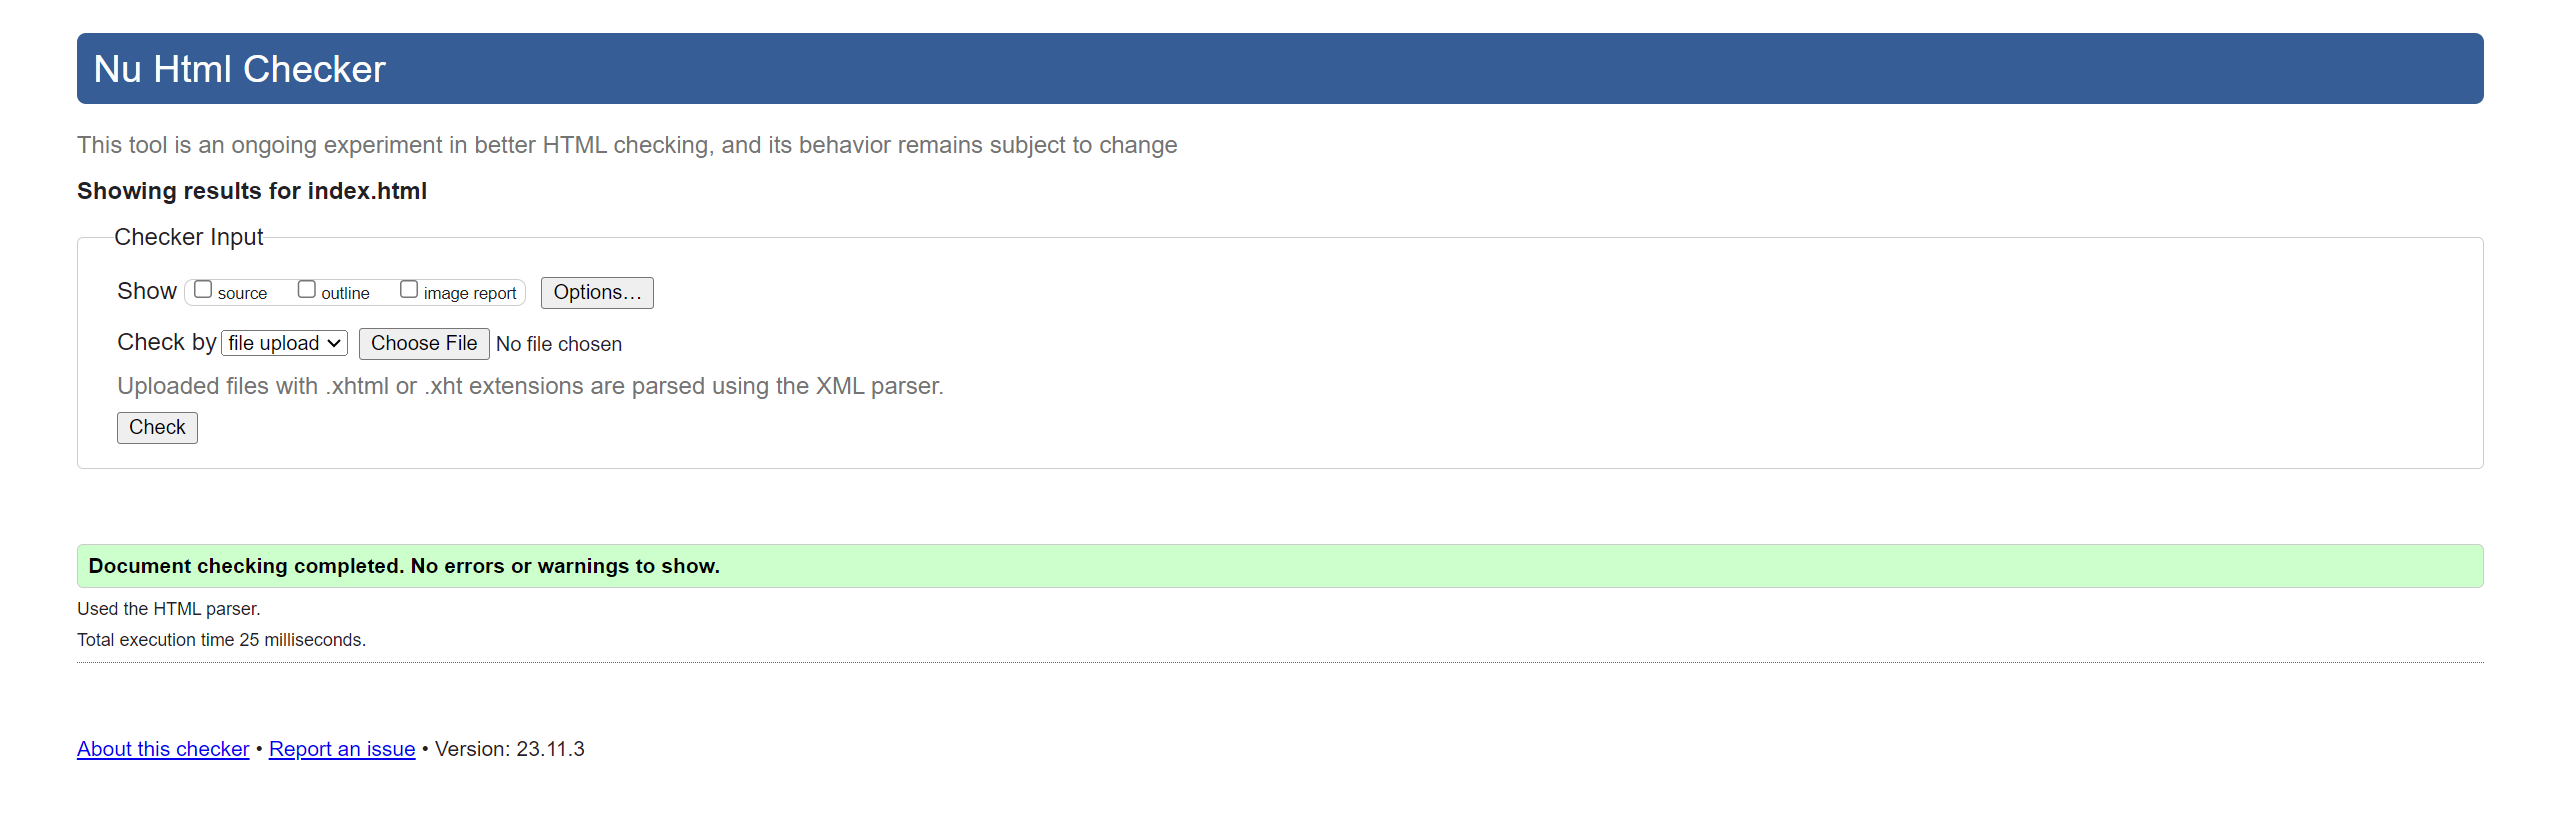 Nu Html Checker
This tool is an ongoing experiment in better HTML checking, and its behavior remains subject to change
Showing results for index.html
Checker Input
Show source outline image report Options...
Check by file upload Choose File No file chosen
Uploaded files with .xhtml or .xht extensions are parsed using the XML parser.
Check
Document checking completed. No errors or warnings to show.
Used the HTML parser.
Total execution time 25 milliseconds.
About this checker • Report an issue • Version: 23.11.3